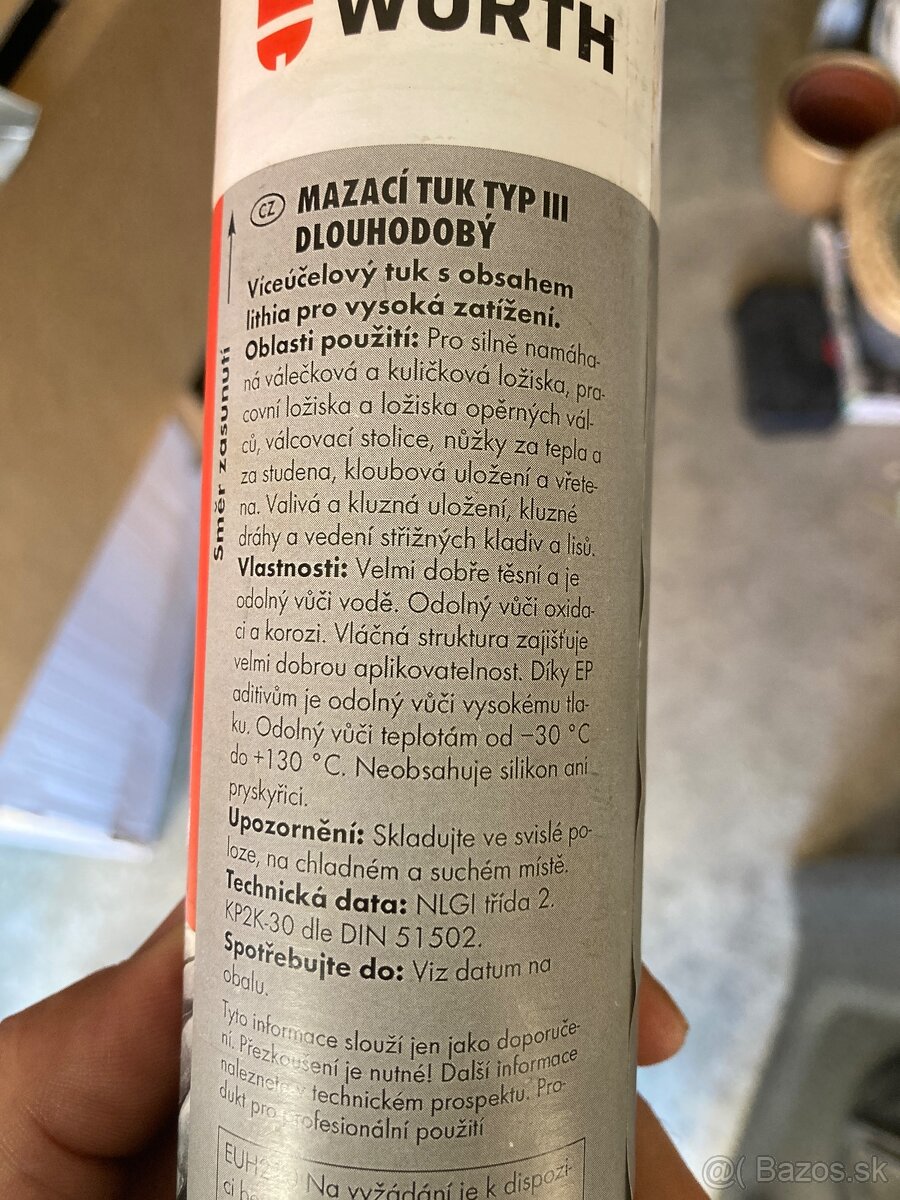 WÜRTH
CZ MAZACÍ TUK TYP III
DLOUHODOBÝ
Víceúčelový tuk s obsahem
lithia pro vysoká zatížení.
Oblasti použití: Pro silně namáha-
ná válečková a kuličková ložiska, pra-
covní ložiska a ložiska opěrných vál-
ců, válcovací stolice, nůžky za tepla a
za studena, kloubová uložení a vřete-
na. Valivá a kluzná uložení, kluzné
dráhy a vedení střižných kladiv a lisů.
Vlastnosti: Velmi dobře těsní a je
odolný vůči vodě. Odolný vůči oxida-
ci a korozi. Vláčná struktura zajišťuje
velmi dobrou aplikovatelnost. Díky EP
aditivům je odolný vůči vysokému tla-
ku. Odolný vůči teplotám od –30 °C
do +130 °C. Neobsahuje silikon ani
pryskyřici.
Upozornění: Skladujte ve svislé po-
loze, na chladném a suchém místě.
Technická data: NLGI třída 2.
KP2K-30 dle DIN 51502.
Spotřebujte do: Viz datum na
obalu.
Tyto informace slouží jen jako doporuče-
ní. Přezkoušení je nutné! Další informace
naleznete v technickém prospektu. Pro-
dukt pro profesionální použití
Na vyžádání je k dispozi-
ci
Směr zasunutí
@( Bazos.sk